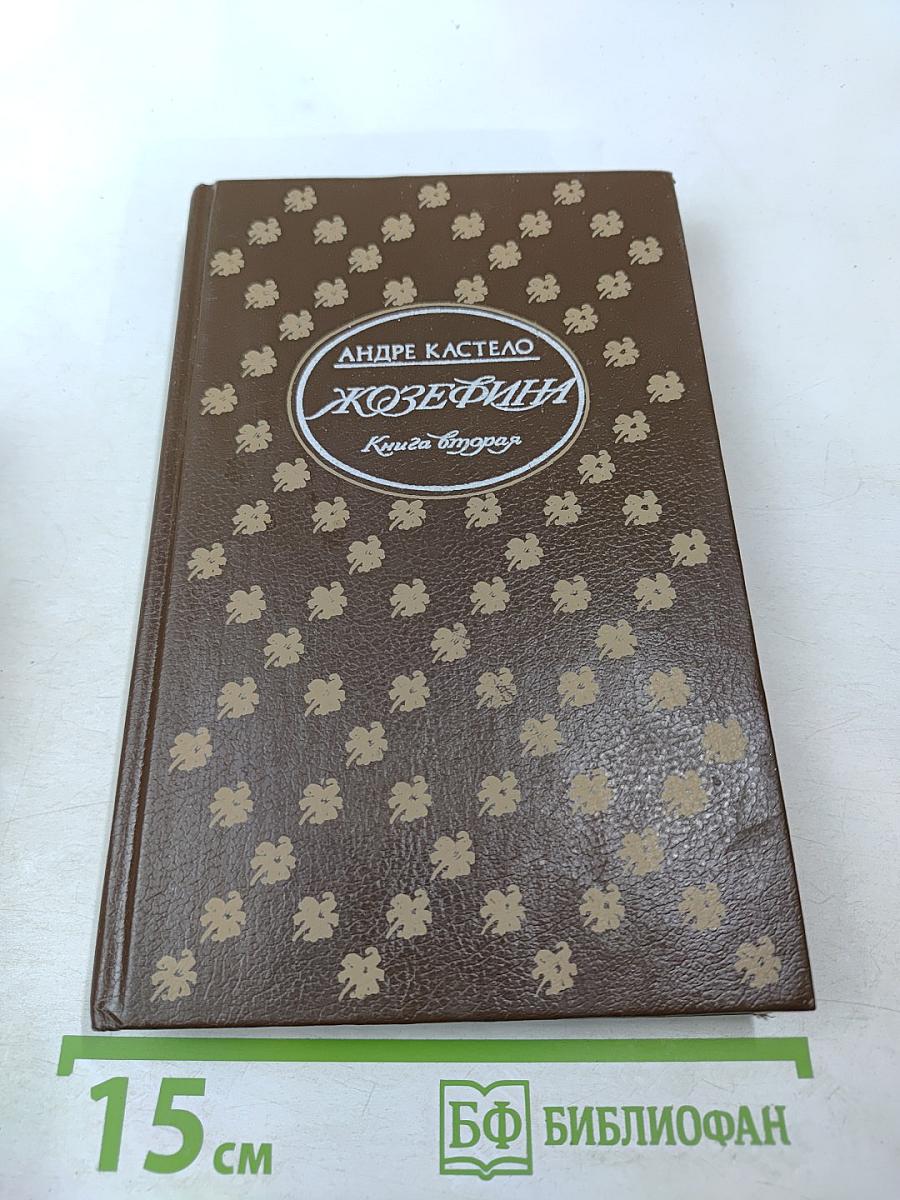 АНДРЕ КАСТЕЛО
ЖОЗЕФИНА
Книга вторая
15 см
БФ БИБЛИОФАН